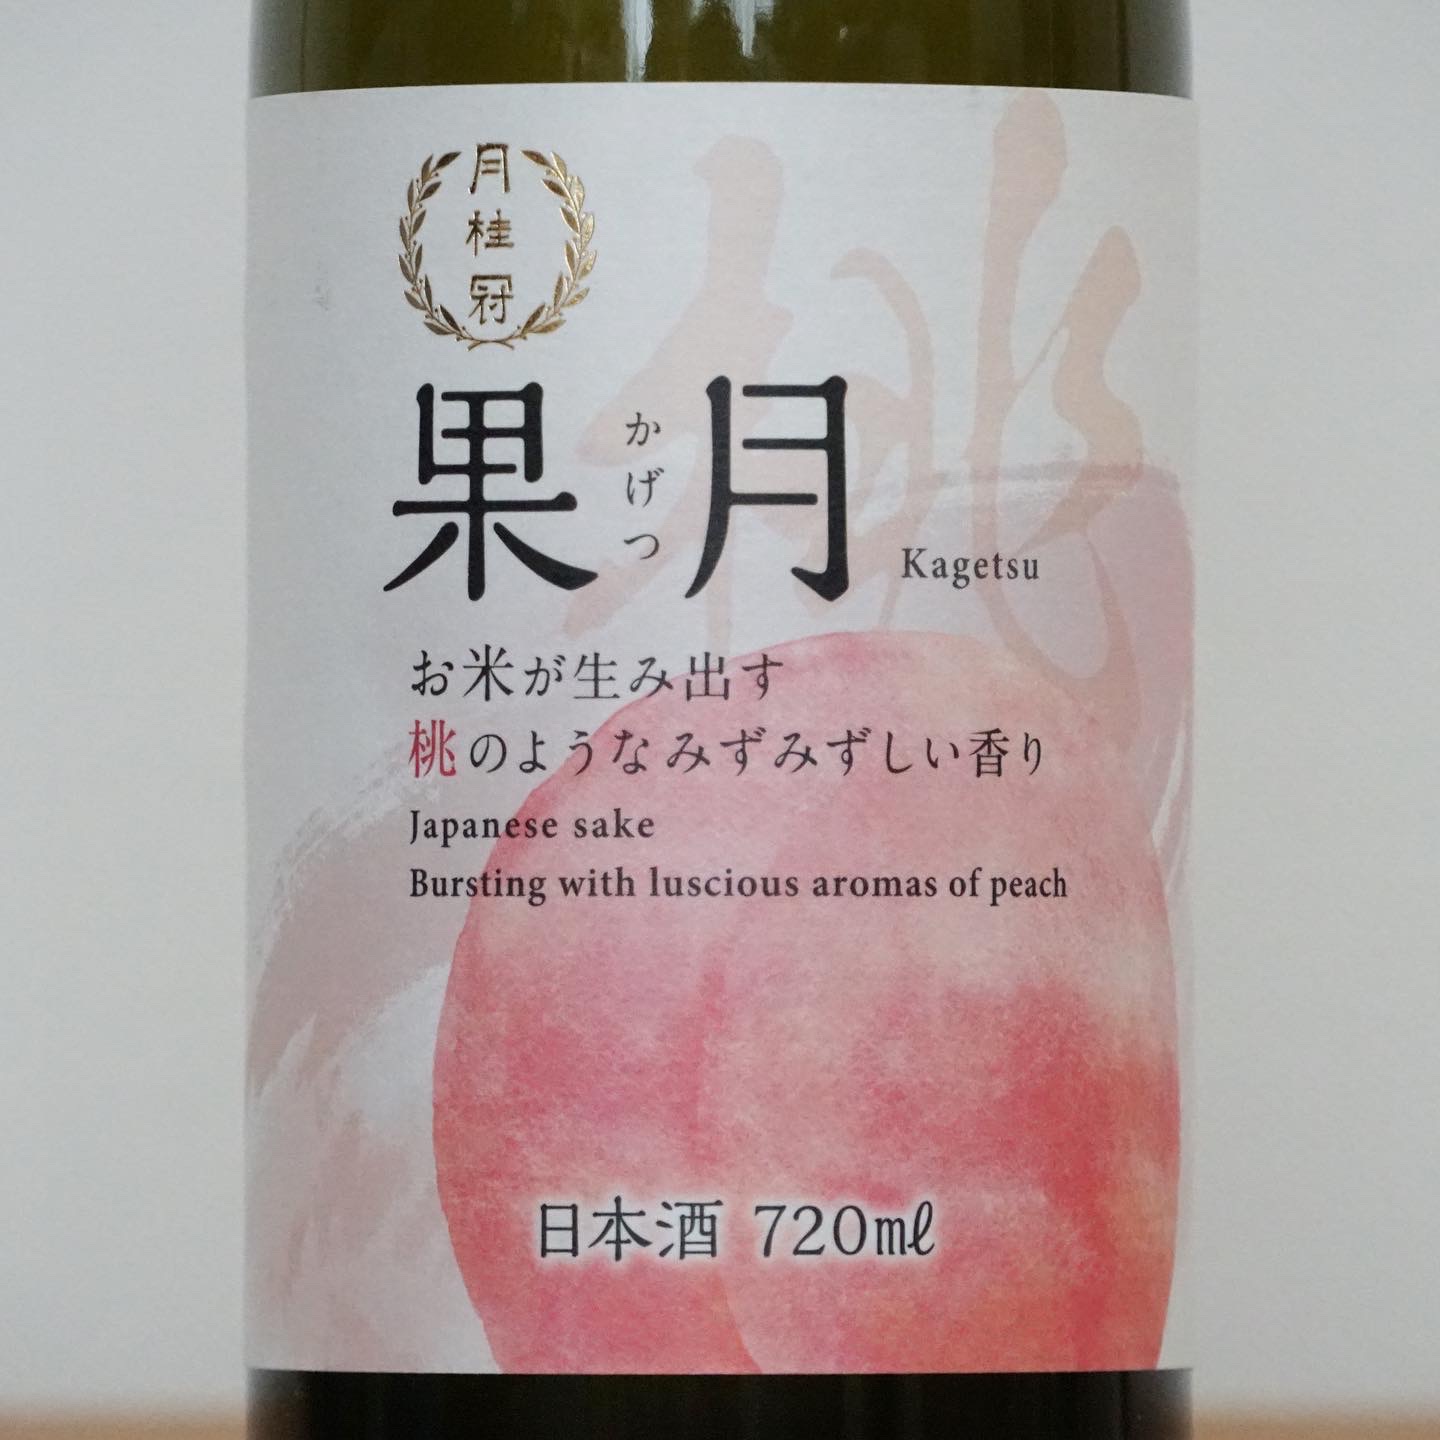 月桂冠
桃
果月
かげつ
Kagetsu
お米が生み出す
桃のようなみずみずしい香り
Japanese sake
Bursting with luscious aromas of peach
日本酒 720mℓ